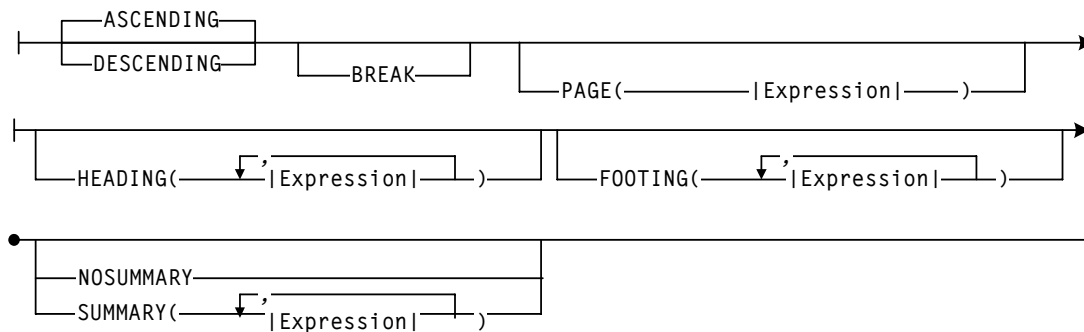 ASCENDING
DESCENDING
BREAK
PAGE( |Expression| )
HEADING( , |Expression| )
FOOTING( , |Expression| )
NOSUMMARY
SUMMARY( , |Expression| )